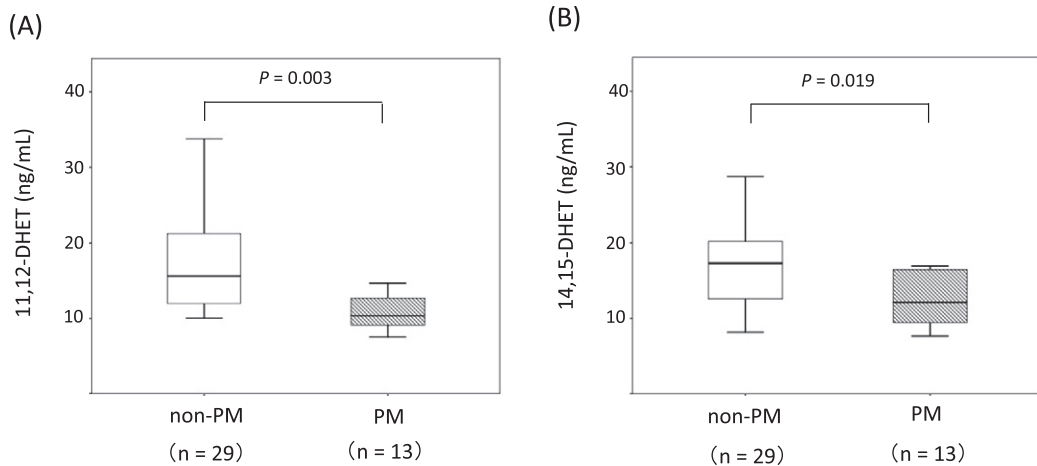 (A)
P = 0.003
11,12-DHET (ng/mL)
40
30
20
10
non-PM
PM
(n = 29)
(n = 13)
(B)
P = 0.019
14,15-DHET (ng/mL)
40
30
20
10
non-PM
PM
(n = 29)
(n = 13)